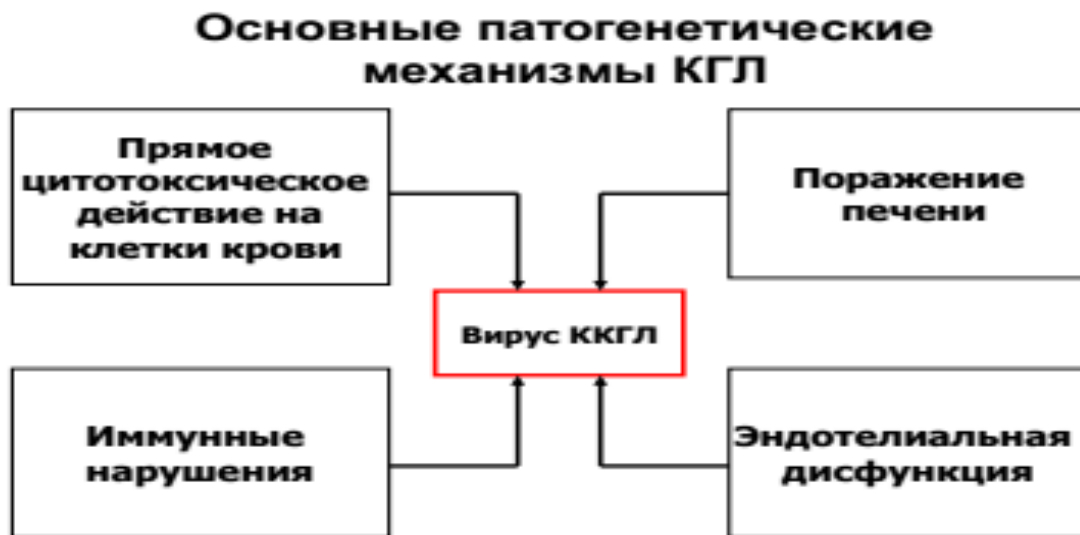 Основные патогенетические
механизмы КГЛ
Прямое
цитотоксическое
действие на
клетки крови
Поражение
печени
Вирус ККГЛ
Иммунные
нарушения
Эндотелиальная
дисфункция